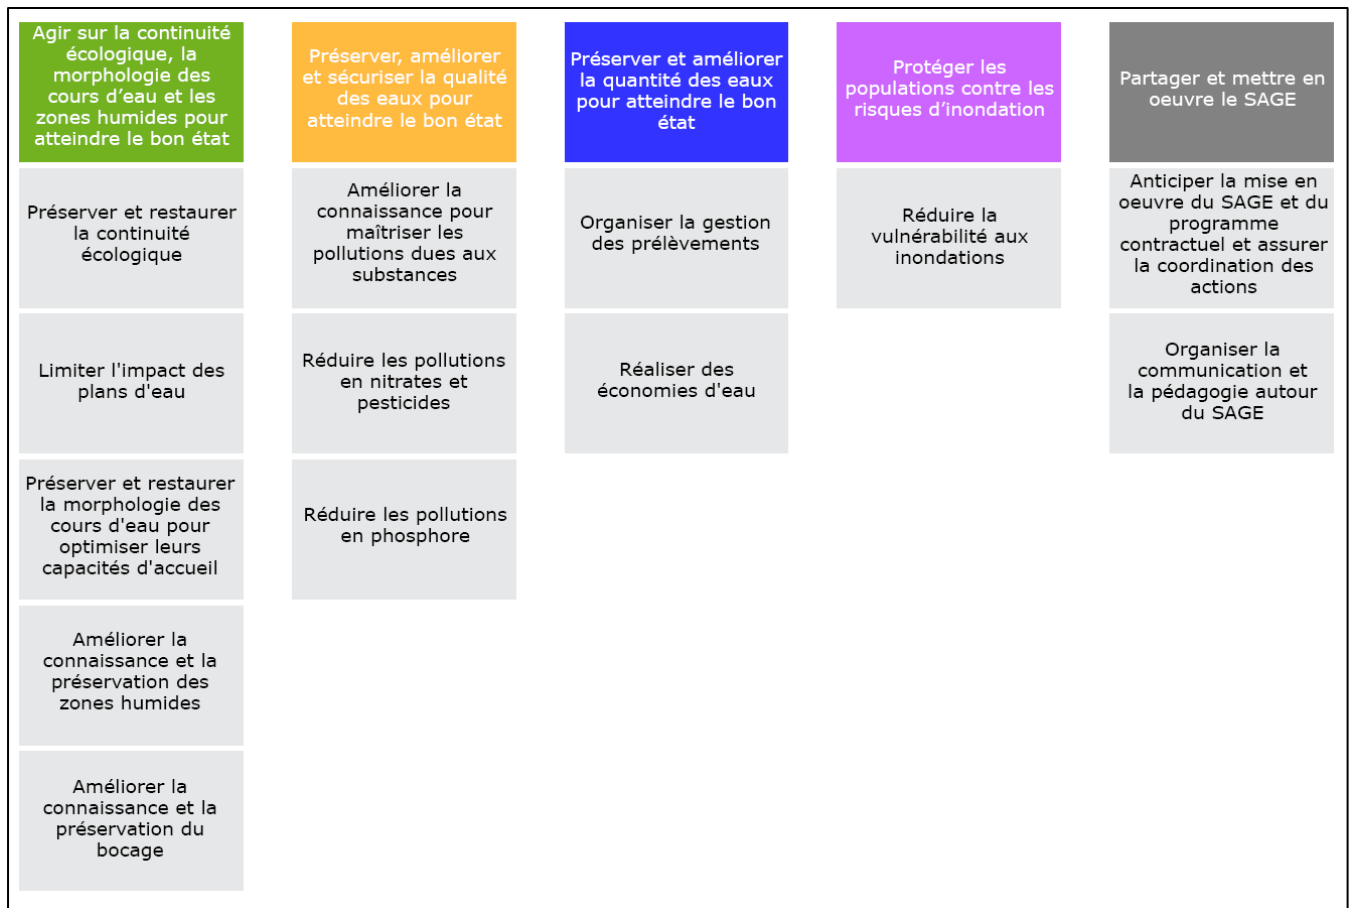 Agir sur la continuité
écologique, la
morphologie des
cours d’eau et les
zones humides pour
atteindre le bon état
Préserver et restaurer
la continuité
écologique
Limiter l'impact des
plans d'eau
Préserver et restaurer
la morphologie des
cours d'eau pour
optimiser leurs
capacités d'accueil
Améliorer la
connaissance et la
préservation des
zones humides
Améliorer la
connaissance et la
préservation du
bocage
Préserver, améliorer
et sécuriser la qualité
des eaux pour
atteindre le bon état
Améliorer la
connaissance pour
maîtriser les
pollutions dues aux
substances
Réduire les pollutions
en nitrates et
pesticides
Réduire les pollutions
en phosphore
Préserver et améliorer
la quantité des eaux
pour atteindre le bon
état
Organiser la gestion
des prélèvements
Réaliser des
économies d'eau
Protéger les
populations contre les
risques d’inondation
Réduire la
vulnérabilité aux
inondations
Partager et mettre en
oeuvre le SAGE
Anticiper la mise en
oeuvre du SAGE et du
programme
contractuel et assurer
la coordination des
actions
Organiser la
communication et
la pédagogie autour
du SAGE